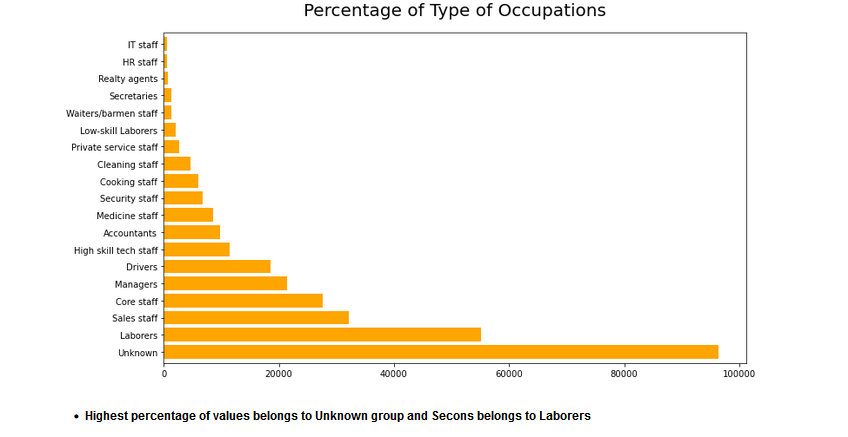 Percentage of Type of Occupations
IT staff
HR staff
Realty agents
Secretaries
Waiters/barmen staff
Low-skill Laborers
Private service staff
Cleaning staff
Cooking staff
Security staff
Medicine staff
Accountants
High skill tech staff
Drivers
Managers
Core staff
Sales staff
Laborers
Unknown
0 20000 40000 60000 80000 100000
• Highest percentage of values belongs to Unknown group and Secons belongs to Laborers